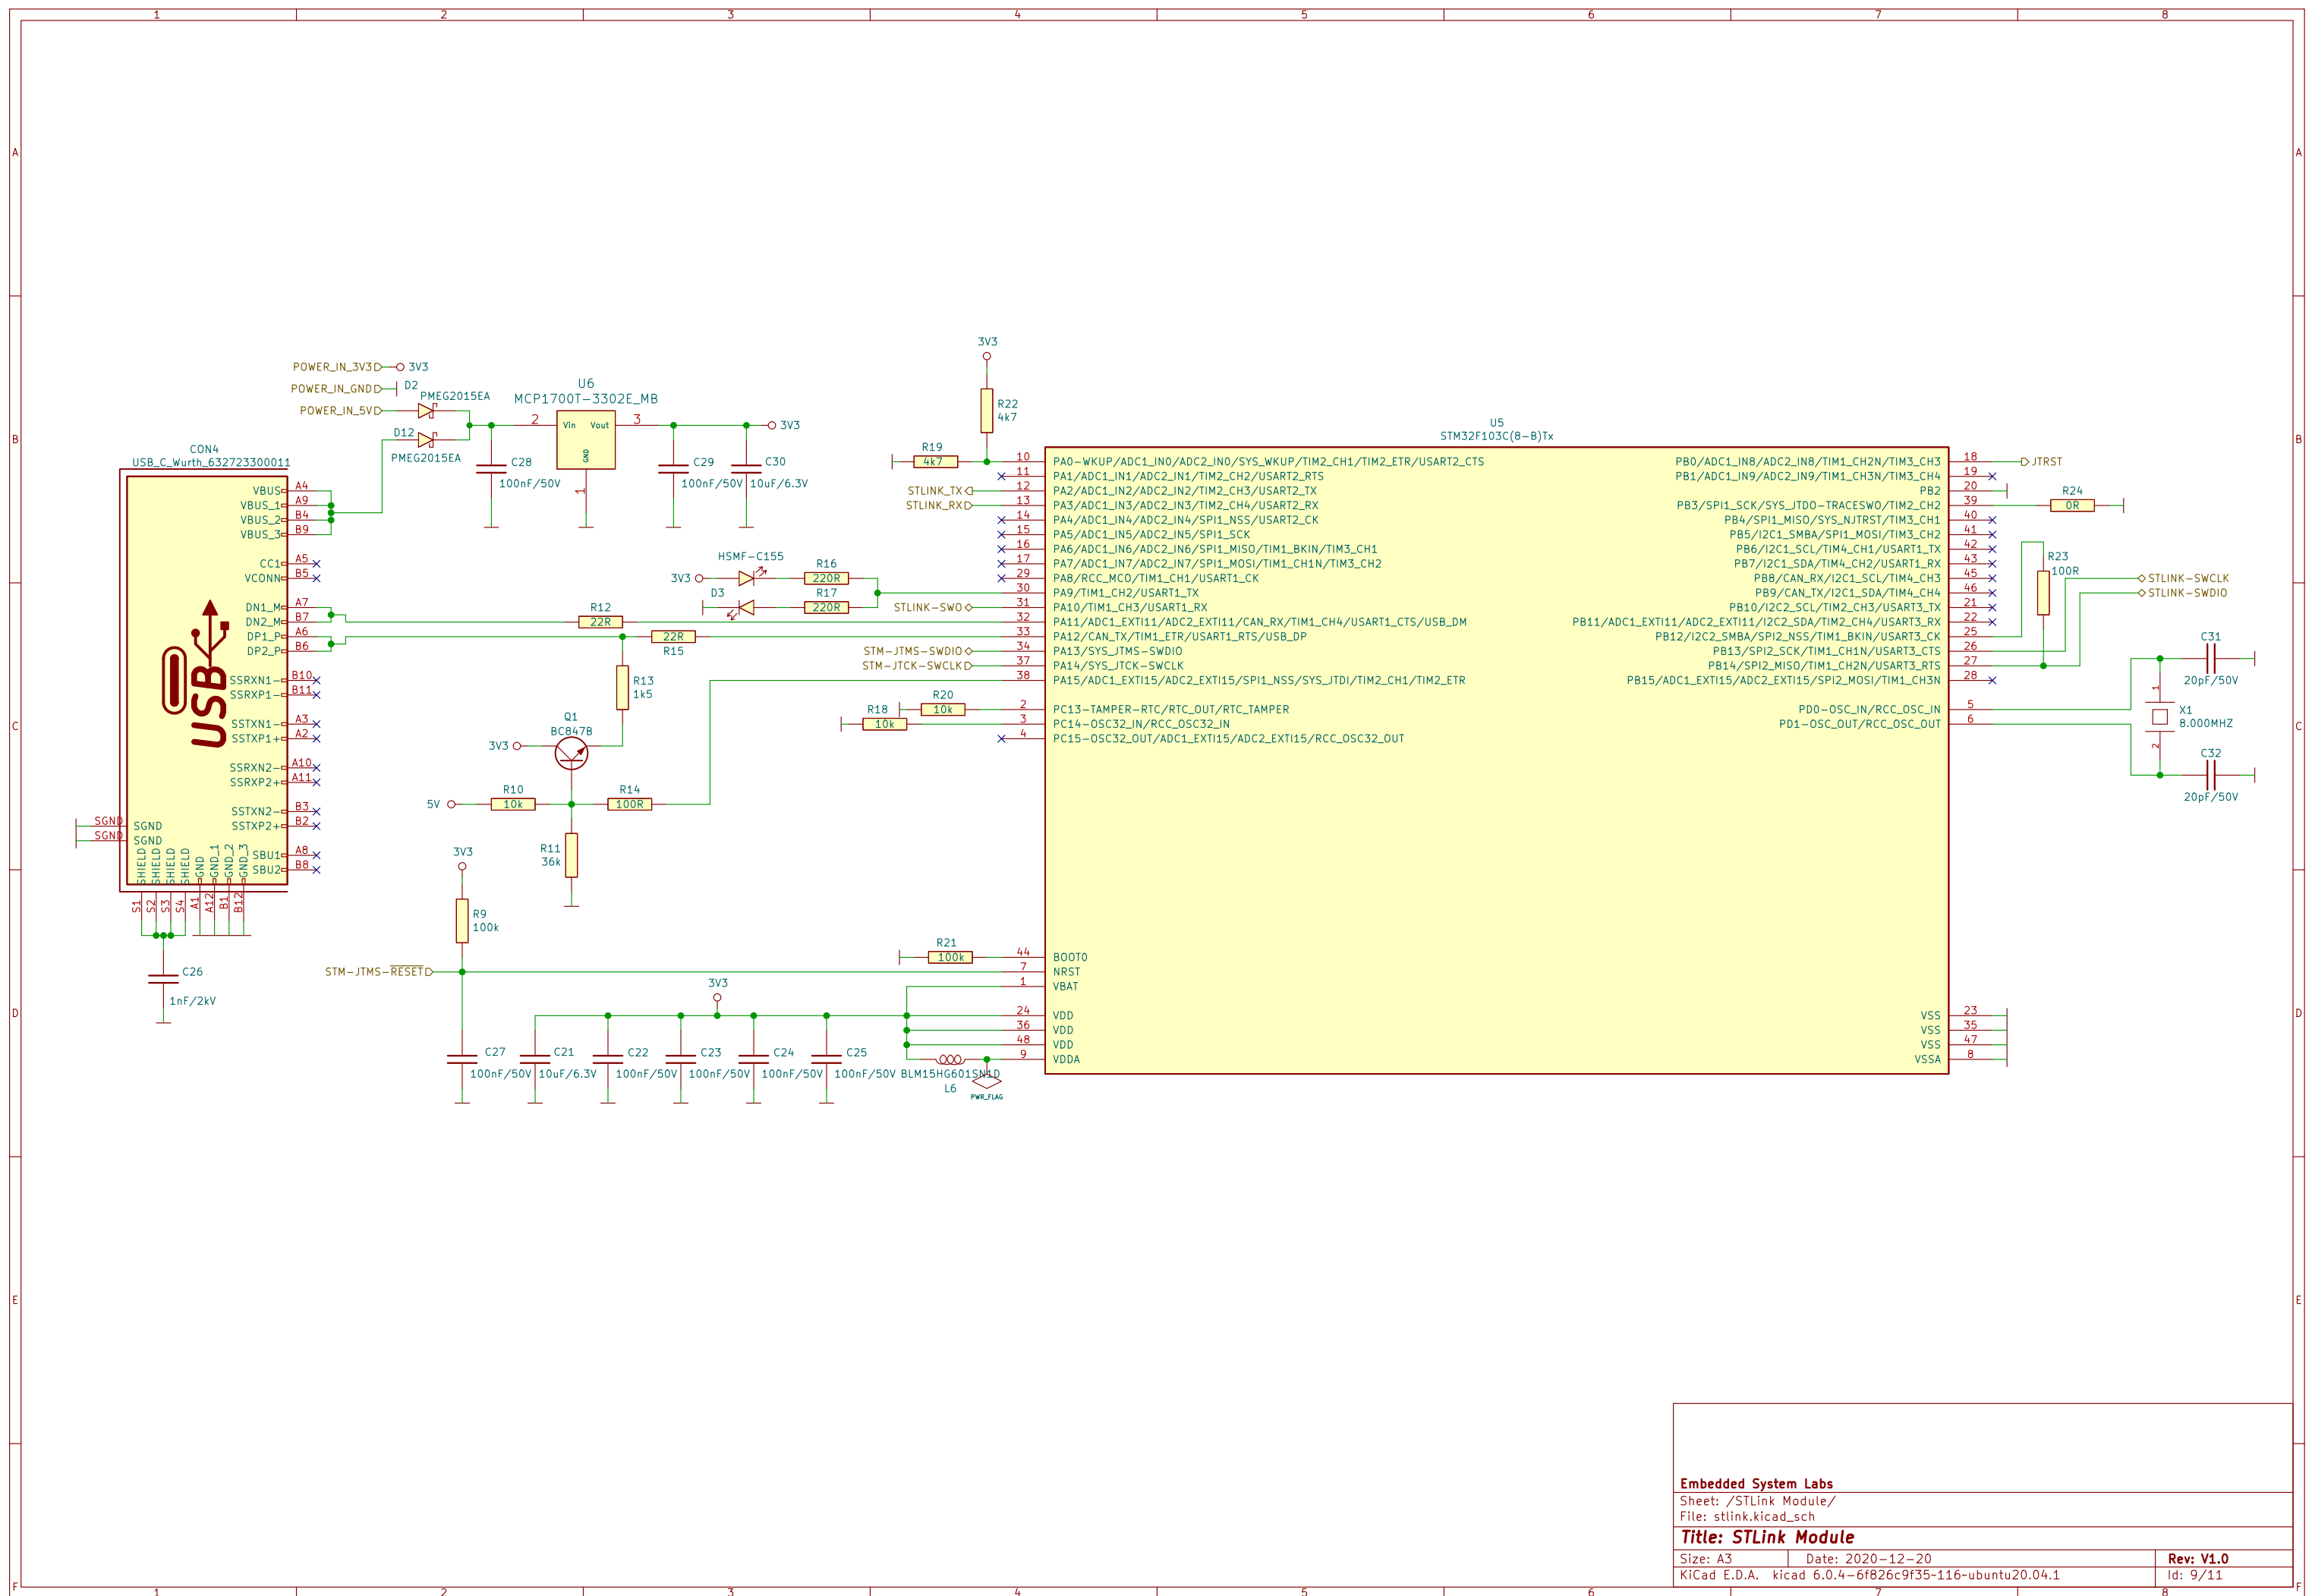 1 2 3 4 5 6 7 8
A A
B B
C C
D D
E E
F F
POWER_IN_3V3 3V3
POWER_IN_GND D2
PMEG2015EA
POWER_IN_5V
D12
PMEG2015EA
U6
MCP1700T-3302E_MB
2 Vin Vout 3 3V3
GND
1
C28
100nF/50V
C29
100nF/50V
C30
10uF/6.3V
CON4
USB_C_Wurth_632723300011
VBUS A4
VBUS_1 A9
VBUS_2 B4
VBUS_3 B9
CC1 A5
VCONN B5
DN1_M A7
DN2_M B7
DP1_P A6
DP2_P B6
SSRXN1- B10
SSRXP1- B11
SSTXN1- A3
SSTXP1+ A2
SSRXN2- A10
SSRXP2+ A11
SSTXN2- B3
SSTXP2+ B2
SBU1 A8
SBU2 B8
USB
SGND SGND
SGND SGND
SHIELD SHIELD SHIELD SHIELD GND GND_1 GND_2 GND_3
S1 S2 S3 S4 A1 A12 B1 B12
C26
1nF/2kV
HSMF-C155
3V3
D3
R16
220R
R17
220R
R12
22R
22R
R15
R13
1k5
Q1
BC847B
3V3
5V
R10
10k
R14
100R
R11
36k
3V3
R9
100k
STM-JTMS-RESET
3V3
C27
100nF/50V
C21
10uF/6.3V
C22
100nF/50V
C23
100nF/50V
C24
100nF/50V
C25
100nF/50V
BLM15HG601SN1D
L6
PWR_FLAG
3V3
R22
4k7
R19
4k7
STLINK_TX
STLINK_RX
STLINK-SWO
STM-JTMS-SWDIO
STM-JTCK-SWCLK
R20
10k
R18
10k
R21
100k
U5
STM32F103C(8-B)Tx
10 PA0-WKUP/ADC1_IN0/ADC2_IN0/SYS_WKUP/TIM2_CH1/TIM2_ETR/USART2_CTS
11 PA1/ADC1_IN1/ADC2_IN1/TIM2_CH2/USART2_RTS
12 PA2/ADC1_IN2/ADC2_IN2/TIM2_CH3/USART2_TX
13 PA3/ADC1_IN3/ADC2_IN3/TIM2_CH4/USART2_RX
14 PA4/ADC1_IN4/ADC2_IN4/SPI1_NSS/USART2_CK
15 PA5/ADC1_IN5/ADC2_IN5/SPI1_SCK
16 PA6/ADC1_IN6/ADC2_IN6/SPI1_MISO/TIM1_BKIN/TIM3_CH1
17 PA7/ADC1_IN7/ADC2_IN7/SPI1_MOSI/TIM1_CH1N/TIM3_CH2
29 PA8/RCC_MCO/TIM1_CH1/USART1_CK
30 PA9/TIM1_CH2/USART1_TX
31 PA10/TIM1_CH3/USART1_RX
32 PA11/ADC1_EXTI11/ADC2_EXTI11/CAN_RX/TIM1_CH4/USART1_CTS/USB_DM
33 PA12/CAN_TX/TIM1_ETR/USART1_RTS/USB_DP
34 PA13/SYS_JTMS-SWDIO
37 PA14/SYS_JTCK-SWCLK
38 PA15/ADC1_EXTI15/ADC2_EXTI15/SPI1_NSS/SYS_JTDI/TIM2_CH1/TIM2_ETR
2 PC13-TAMPER-RTC/RTC_OUT/RTC_TAMPER
3 PC14-OSC32_IN/RCC_OSC32_IN
4 PC15-OSC32_OUT/ADC1_EXTI15/ADC2_EXTI15/RCC_OSC32_OUT
44 BOOT0
7 NRST
1 VBAT
24 VDD
36 VDD
48 VDD
9 VDDA
PB0/ADC1_IN8/ADC2_IN8/TIM1_CH2N/TIM3_CH3 18 JTRST
PB1/ADC1_IN9/ADC2_IN9/TIM1_CH3N/TIM3_CH4 19
PB2 20
PB3/SPI1_SCK/SYS_JTDO-TRACESWO/TIM2_CH2 39
PB4/SPI1_MISO/SYS_NJTRST/TIM3_CH1 40
PB5/I2C1_SMBA/SPI1_MOSI/TIM3_CH2 41
PB6/I2C1_SCL/TIM4_CH1/USART1_TX 42
PB7/I2C1_SDA/TIM4_CH2/USART1_RX 43
PB8/CAN_RX/I2C1_SCL/TIM4_CH3 45
PB9/CAN_TX/I2C1_SDA/TIM4_CH4 46
PB10/I2C2_SCL/TIM2_CH3/USART3_TX 21
PB11/ADC1_EXTI11/ADC2_EXTI11/I2C2_SDA/TIM2_CH4/USART3_RX 22
PB12/I2C2_SMBA/SPI2_NSS/TIM1_BKIN/USART3_CK 25
PB13/SPI2_SCK/TIM1_CH1N/USART3_CTS 26
PB14/SPI2_MISO/TIM1_CH2N/USART3_RTS 27
PB15/ADC1_EXTI15/ADC2_EXTI15/SPI2_MOSI/TIM1_CH3N 28
PD0-OSC_IN/RCC_OSC_IN 5
PD1-OSC_OUT/RCC_OSC_OUT 6
VSS 23
VSS 35
VSS 47
VSSA 8
R24
0R
R23
100R
STLINK-SWCLK
STLINK-SWDIO
C31
20pF/50V
1
X1
8.000MHZ
2
C32
20pF/50V
Embedded System Labs
Sheet: /STLink Module/
File: stlink.kicad_sch
Title: STLink Module
Size: A3 Date: 2020-12-20 Rev: V1.0
KiCad E.D.A. kicad 6.0.4-6f826c9f35~116~ubuntu20.04.1 Id: 9/11
1 2 3 4 5 6 7 8